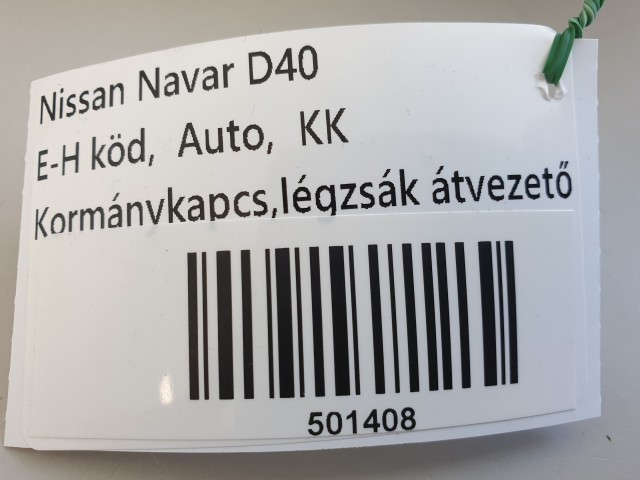 Nissan Navar D40
E-H köd, Auto, KK
Kormánykapcs,légzsák átvezető
501408